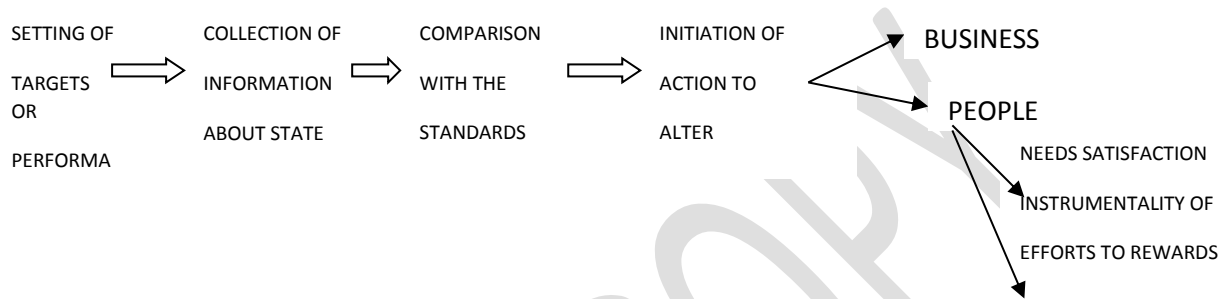 SETTING OF
TARGETS
OR
PERFORMA
COLLECTION OF
INFORMATION
ABOUT STATE
COMPARISON
WITH THE
STANDARDS
INITIATION OF
ACTION TO
ALTER
BUSINESS
PEOPLE
NEEDS SATISFACTION
INSTRUMENTALITY OF
EFFORTS TO REWARDS